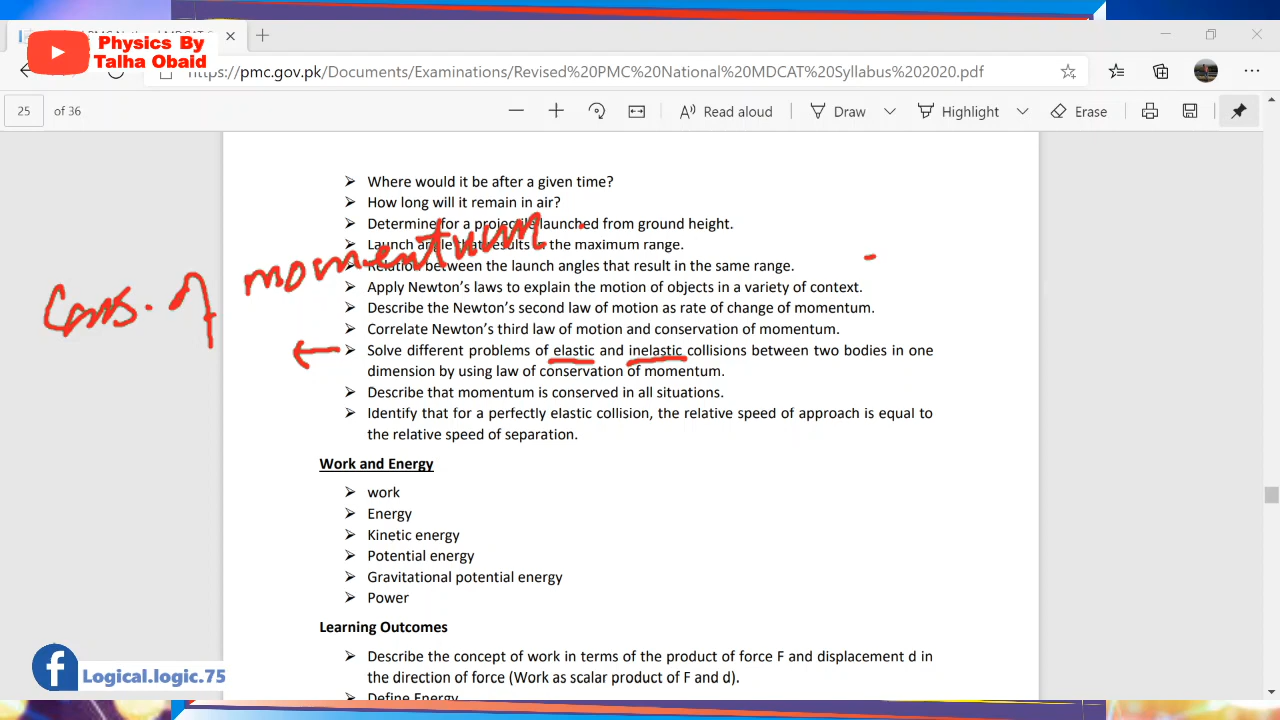 Physics By
Talha Obaid
https://pmc.gov.pk/Documents/Examinations/Revised%20PMC%20National%20MDCAT%20Syllabus%202020.pdf
25 of 36
Read aloud
Draw
Highlight
Erase
➢ Where would it be after a given time?
➢ How long will it remain in air?
➢ Determine for a projectile launched from ground height.
➢ Launch angle that results in the maximum range.
➢ Relation between the launch angles that result in the same range.
Cons. of momentum
➢ Apply Newton's laws to explain the motion of objects in a variety of context.
➢ Describe the Newton's second law of motion as rate of change of momentum.
➢ Correlate Newton's third law of motion and conservation of momentum.
➢ Solve different problems of elastic and inelastic collisions between two bodies in one
dimension by using law of conservation of momentum.
➢ Describe that momentum is conserved in all situations.
➢ Identify that for a perfectly elastic collision, the relative speed of approach is equal to
the relative speed of separation.
Work and Energy
➢ work
➢ Energy
➢ Kinetic energy
➢ Potential energy
➢ Gravitational potential energy
➢ Power
Learning Outcomes
➢ Describe the concept of work in terms of the product of force F and displacement d in
the direction of force (Work as scalar product of F and d).
➢ Define Energy
f Logical.logic.75